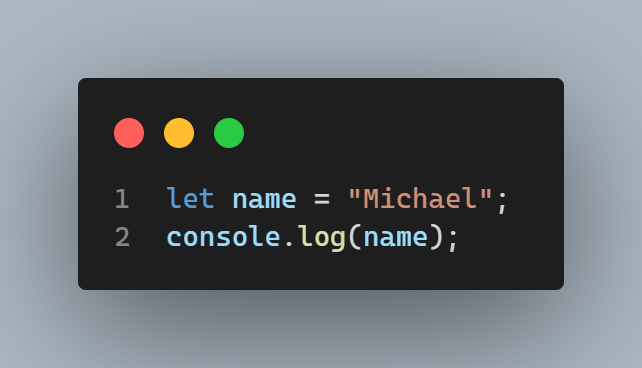 1 let name = "Michael";
2 console.log(name);